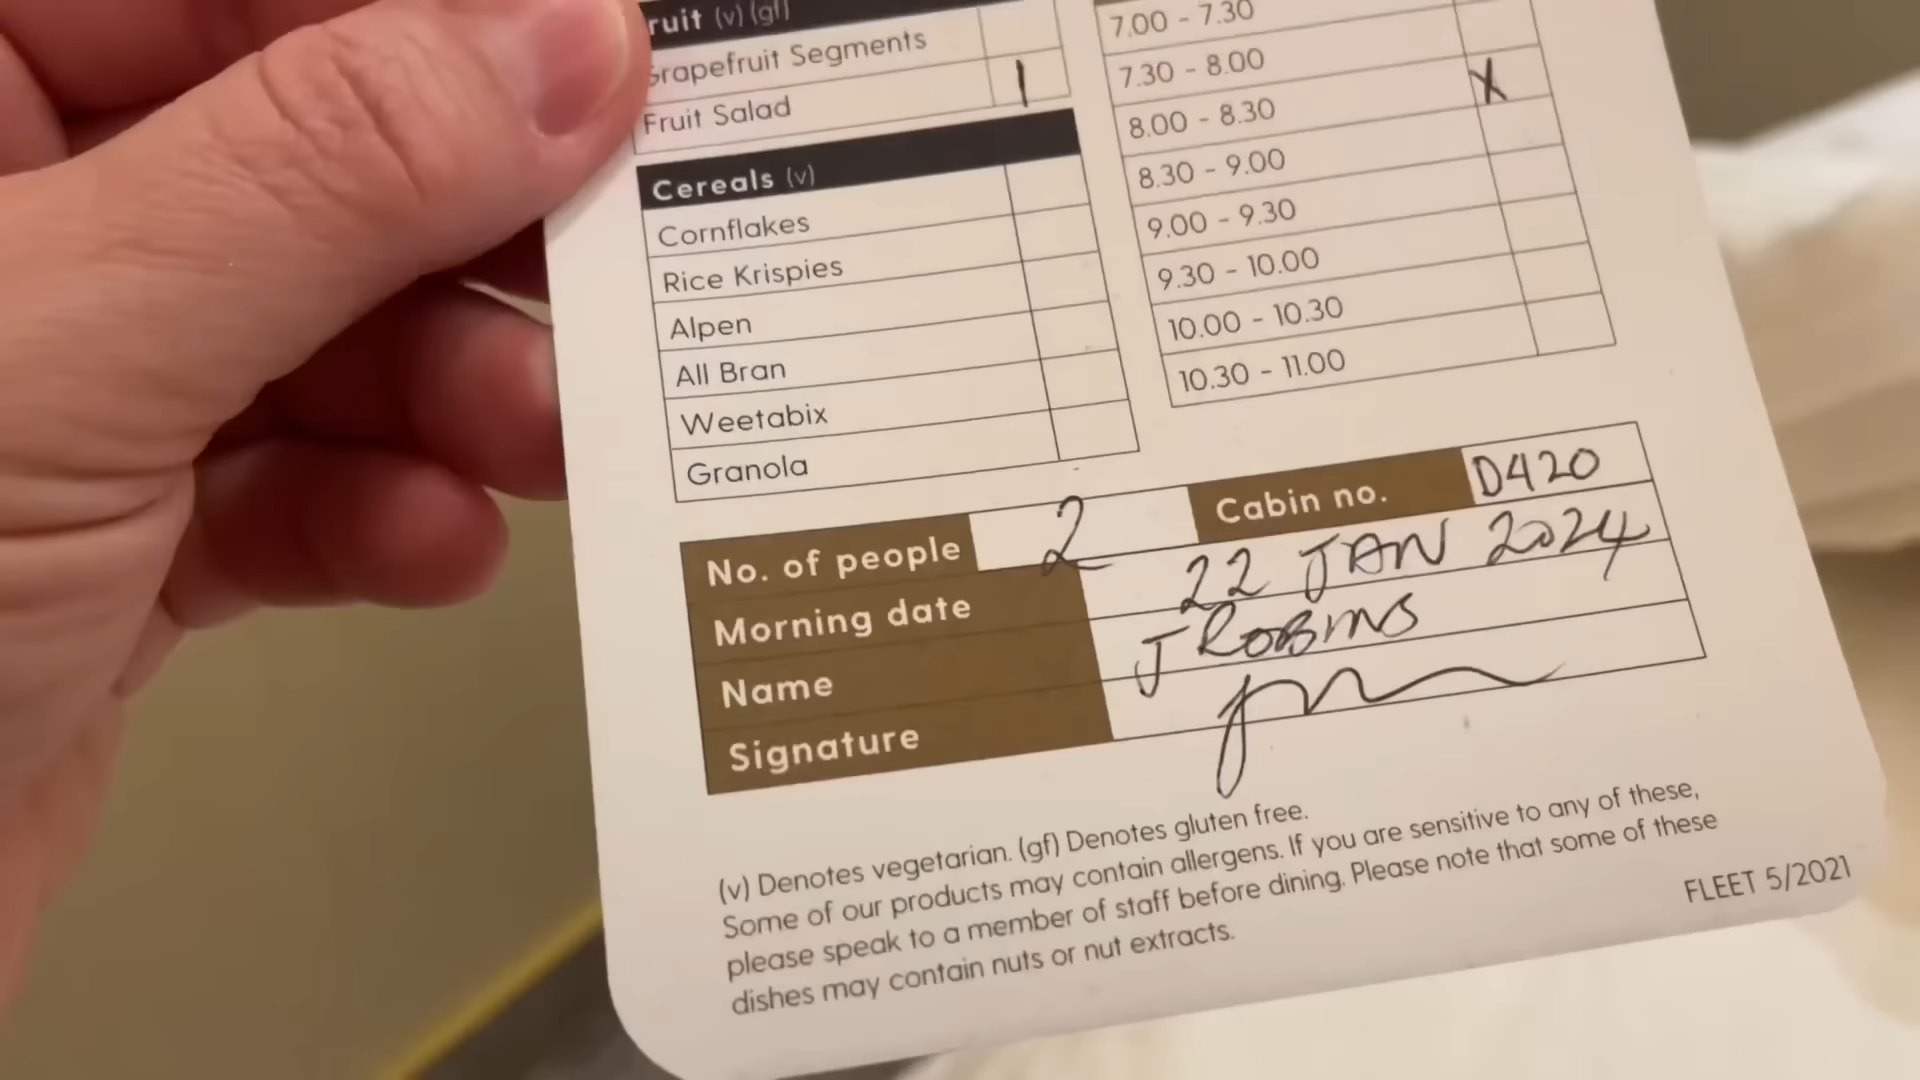 ruit (v) (gf)
Grapefruit Segments
Fruit Salad 1
Cereals (v)
Cornflakes
Rice Krispies
Alpen
All Bran
Weetabix
Granola
7.00 - 7.30
7.30 - 8.00
8.00 - 8.30 X
8.30 - 9.00
9.00 - 9.30
9.30 - 10.00
10.00 - 10.30
10.30 - 11.00
No. of people 2 Cabin no. D420
Morning date 22 JAN 2024
Name J ROBINS
Signature
(v) Denotes vegetarian. (gf) Denotes gluten free.
Some of our products may contain allergens. If you are sensitive to any of these,
please speak to a member of staff before dining. Please note that some of these
dishes may contain nuts or nut extracts.
FLEET 5/2021